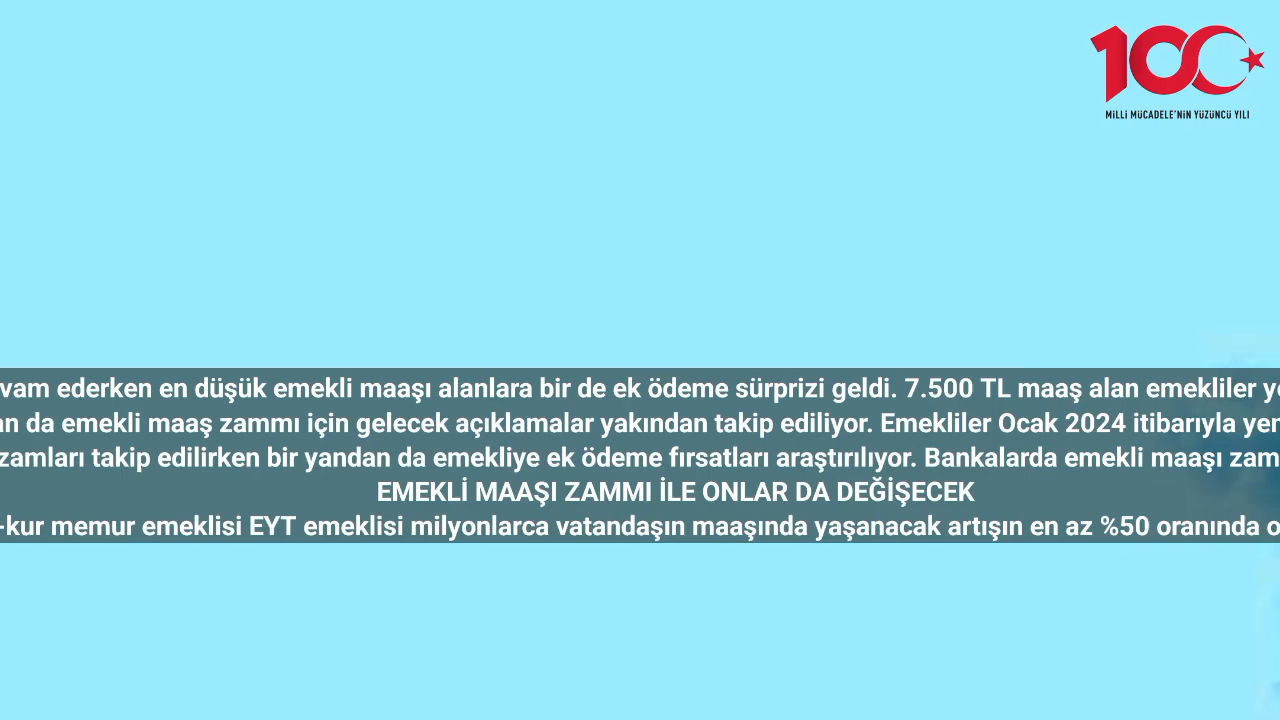 100
MİLLİ MÜCADELE'NİN YÜZÜNCÜ YILI
vam ederken en düşük emekli maaşı alanlara bir de ek ödeme sürprizi geldi. 7.500 TL maaş alan emekliler
da emekli maaş zammı için gelecek açıklamalar yakından takip ediliyor. Emekliler Ocak 2024 itibarıyla
zamları takip edilirken bir yandan da emekliye ek ödeme fırsatları araştırılıyor. Bankalarda emekli maaşı zam
EMEKLİ MAAŞI ZAMMI İLE ONLAR DA DEĞİŞECEK
-kur memur emeklisi EYT emeklisi milyonlarca vatandaşın maaşında yaşanacak artışın en az %50 oranında